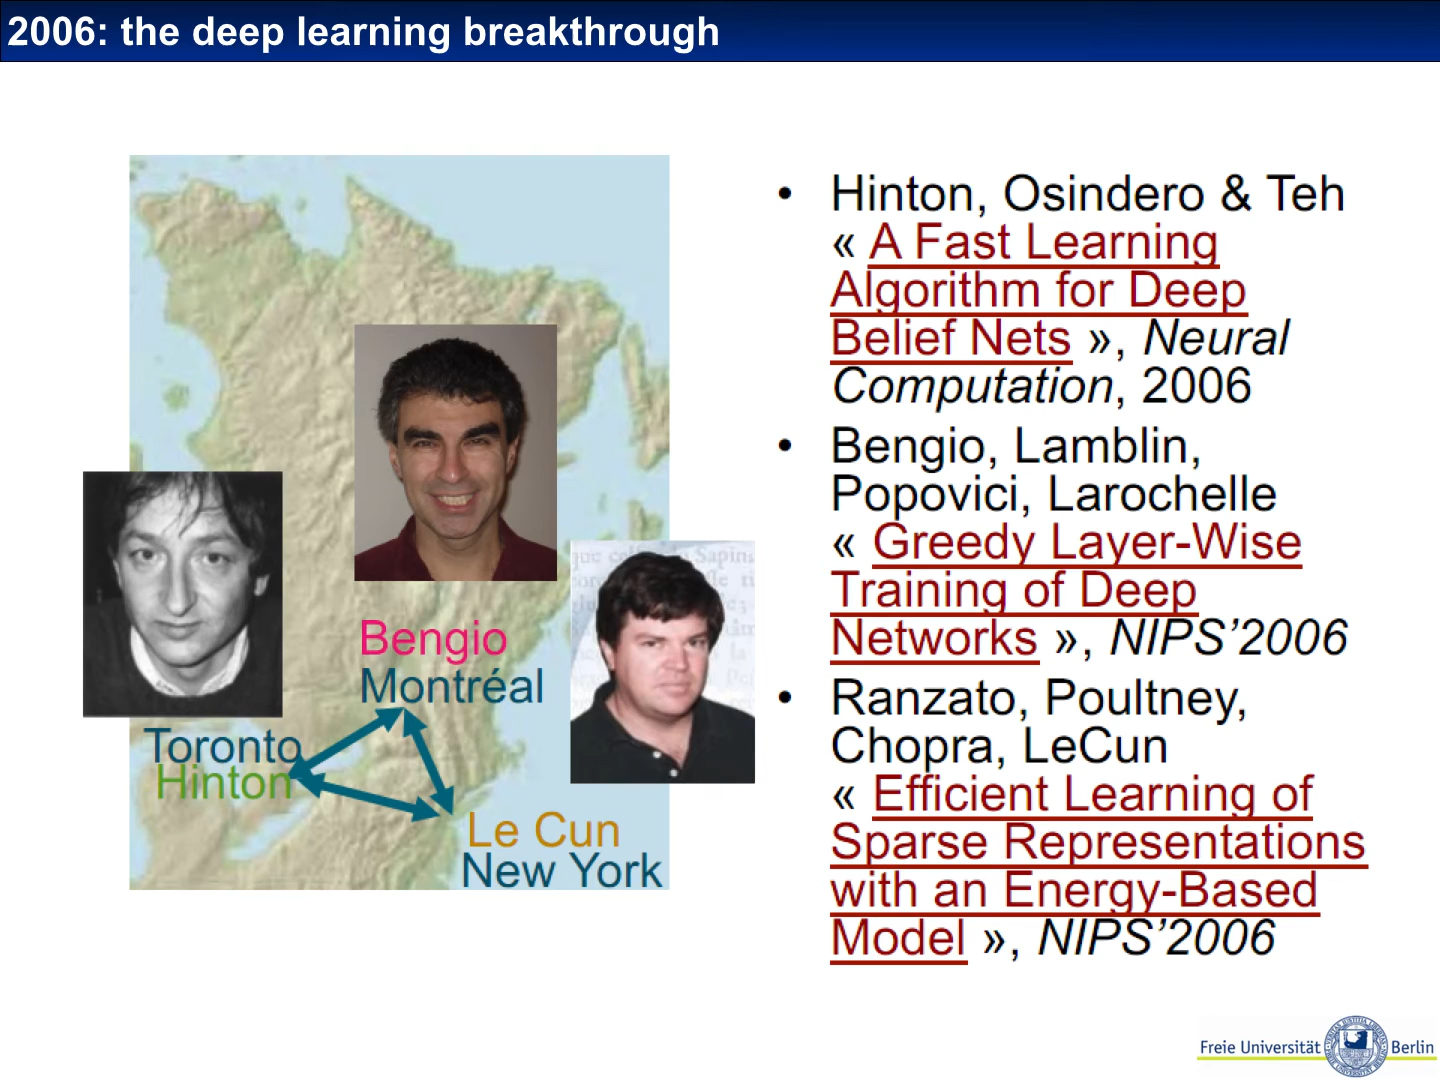 2006: the deep learning breakthrough
Bengio
Montréal
Toronto
Hinton
Le Cun
New York
• Hinton, Osindero & Teh
« A Fast Learning
Algorithm for Deep
Belief Nets », Neural
Computation, 2006
• Bengio, Lamblin,
Popovici, Larochelle
« Greedy Layer-Wise
Training of Deep
Networks », NIPS’2006
• Ranzato, Poultney,
Chopra, LeCun
« Efficient Learning of
Sparse Representations
with an Energy-Based
Model », NIPS’2006
Freie Universität Berlin